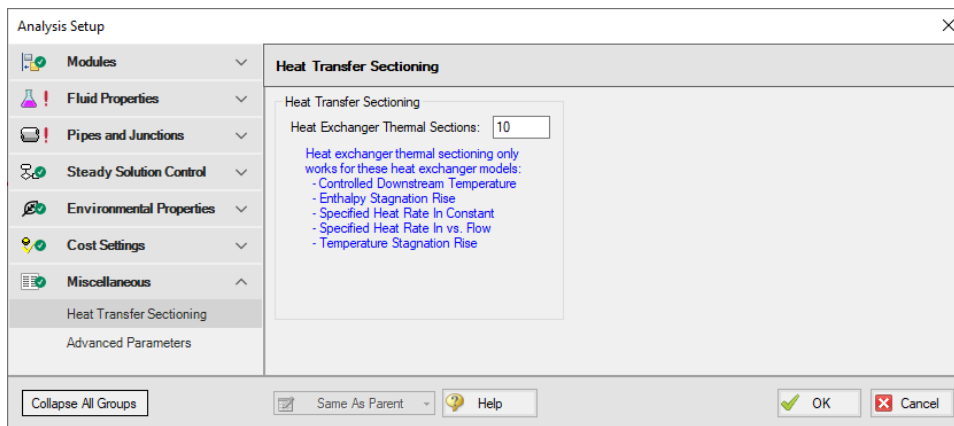 Analysis Setup
Modules
Fluid Properties
Pipes and Junctions
Steady Solution Control
Environmental Properties
Cost Settings
Miscellaneous
Heat Transfer Sectioning
Advanced Parameters
Heat Transfer Sectioning
Heat Transfer Sectioning
Heat Exchanger Thermal Sections: 10
Heat exchanger thermal sectioning only
works for these heat exchanger models:
- Controlled Downstream Temperature
- Enthalpy Stagnation Rise
- Specified Heat Rate In Constant
- Specified Heat Rate In vs. Flow
- Temperature Stagnation Rise
Collapse All Groups
Same As Parent
Help
OK
Cancel